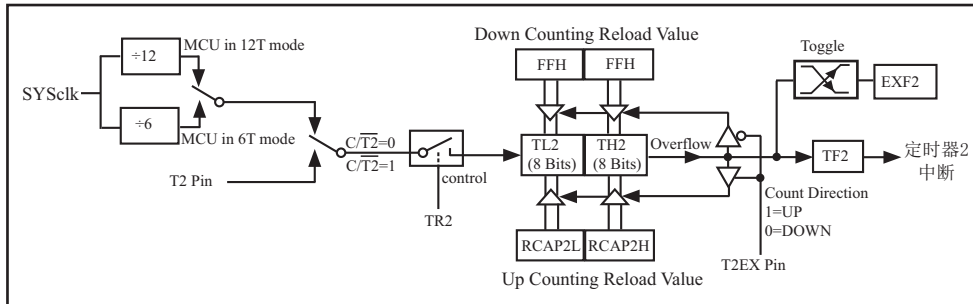 Down Counting Reload Value
Toggle
÷12
MCU in 12T mode
FFH
FFH
EXF2
SYSclk
÷6
MCU in 6T mode
C/T2=0
C/T2=1
TL2
(8 Bits)
TH2
(8 Bits)
Overflow
TF2
定时器2
中断
T2 Pin
control
Count Direction
1=UP
0=DOWN
TR2
RCAP2L
RCAP2H
T2EX Pin
Up Counting Reload Value